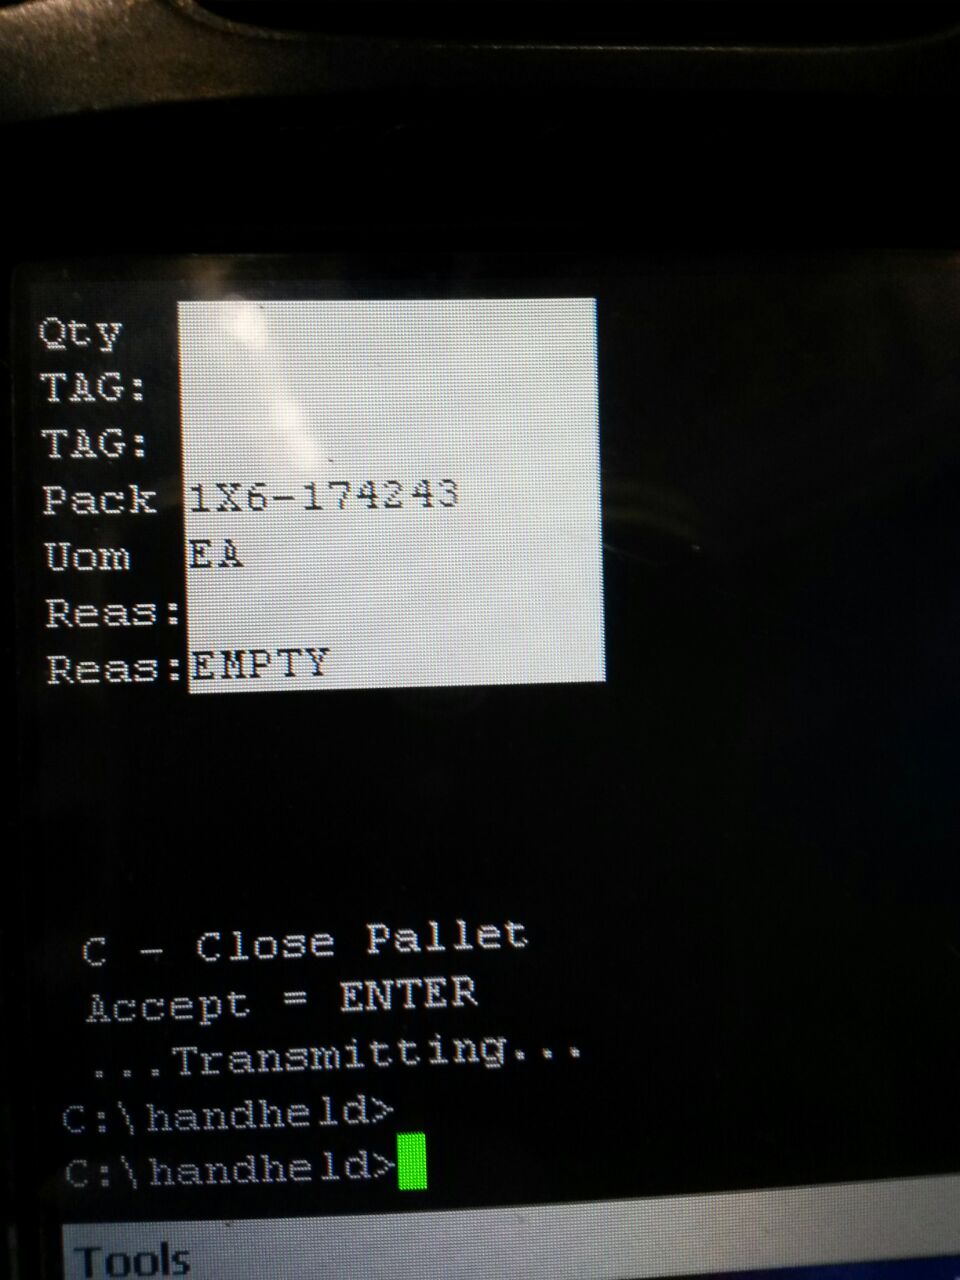 Qty
TAG:
TAG:
Pack 1X6-174243
Uom EA
Reas:
Reas:EMPTY
C - Close Pallet
Accept = ENTER
...Transmitting...
C:\handheld>
C:\handheld>
Tools